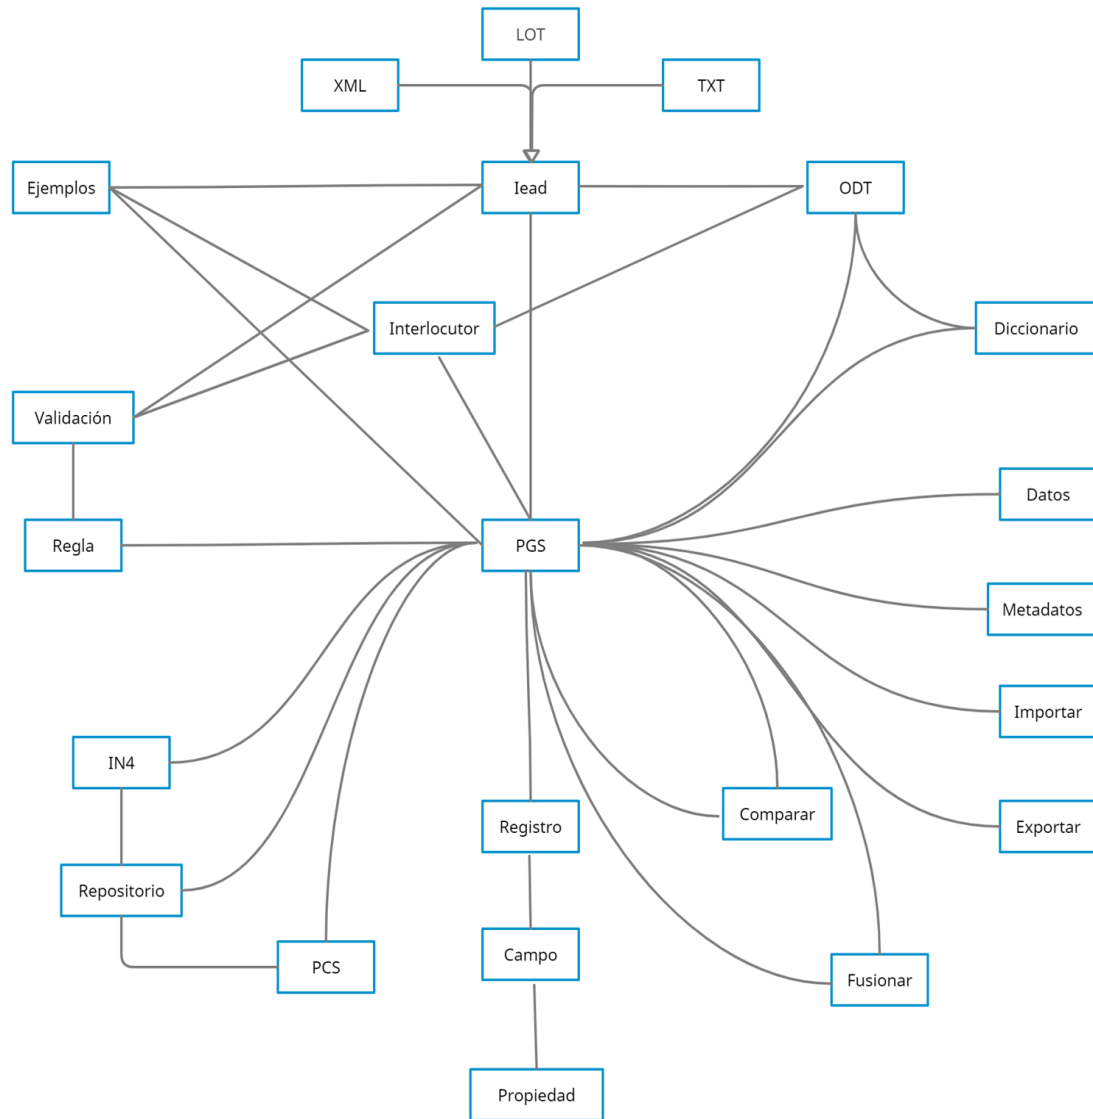 LOT
XML
TXT
Ejemplos
Iead
ODT
Interlocutor
Diccionario
Validación
Datos
Regla
PGS
Metadatos
Importar
IN4
Registro
Comparar
Exportar
Repositorio
PCS
Campo
Fusionar
Propiedad